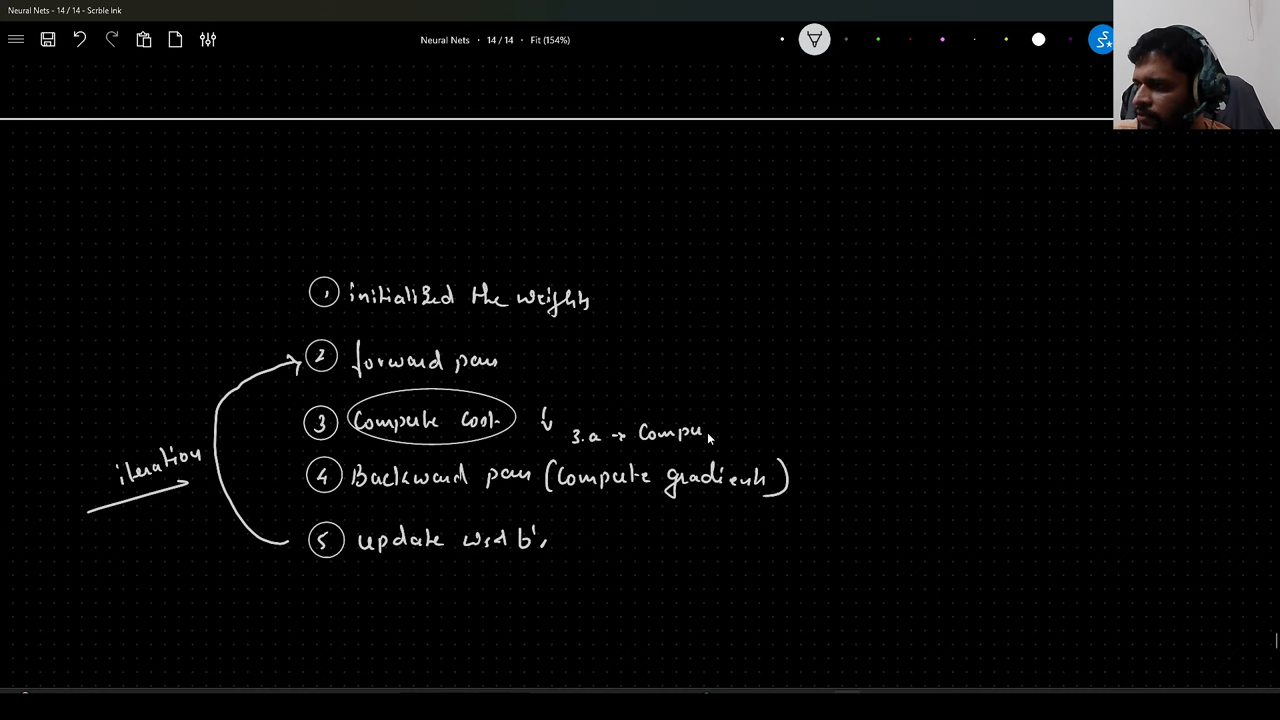 Neural Nets - 14 / 14 - Scrble Ink
Neural Nets • 14 / 14 • Fit (154%)
1 initialized the weights
2 forward pass
3 Compute cost ↓
3.a → Compu
4 Backward pass (Compute gradients)
iteration
5 update w's b's